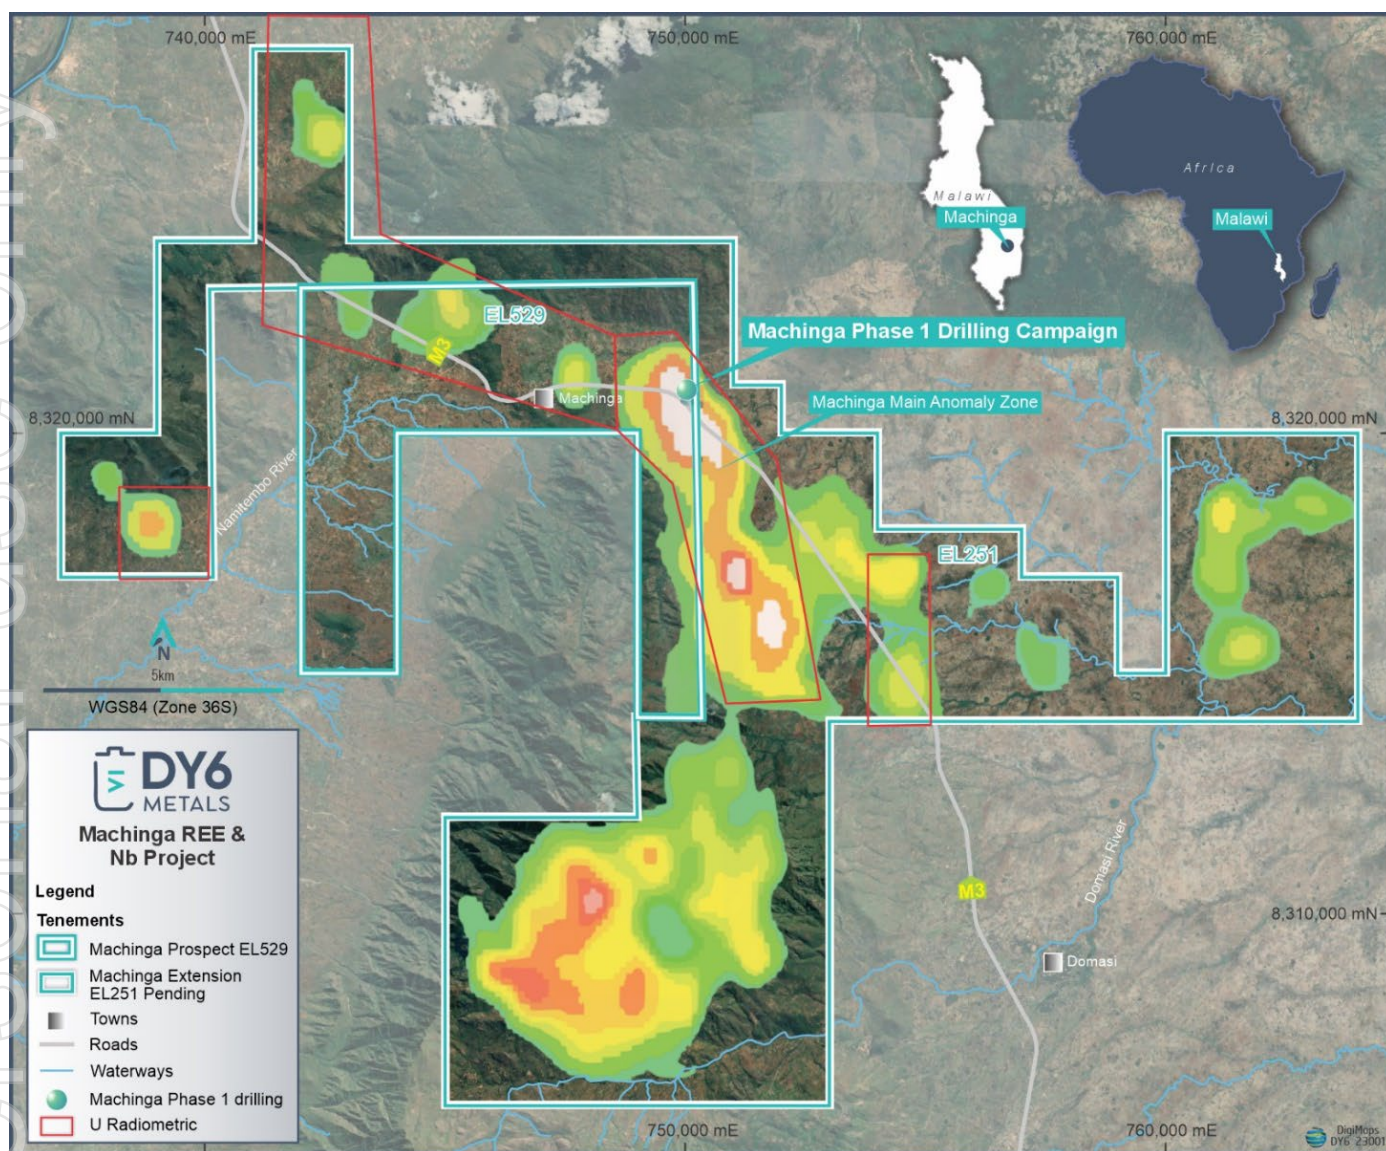 740,000 mE
750,000 mE
760,000 mE
Africa
Malawi
Machinga
Malawi
EL529
Machinga Phase 1 Drilling Campaign
M3
Machinga
Machinga Main Anomaly Zone
8,320,000 mN
8,320,000 mN
Namitembo River
EL251
N
5km
WGS84 (Zone 36S)
DY6
METALS
Machinga REE &
Nb Project
Legend
Tenements
Machinga Prospect EL529
Machinga Extension
EL251 Pending
Towns
Roads
Waterways
Machinga Phase 1 drilling
U Radiometric
M3
Domasi River
8,310,000 mN
Domasi
750,000 mE
760,000 mE
DigiMaps
DY6 23001